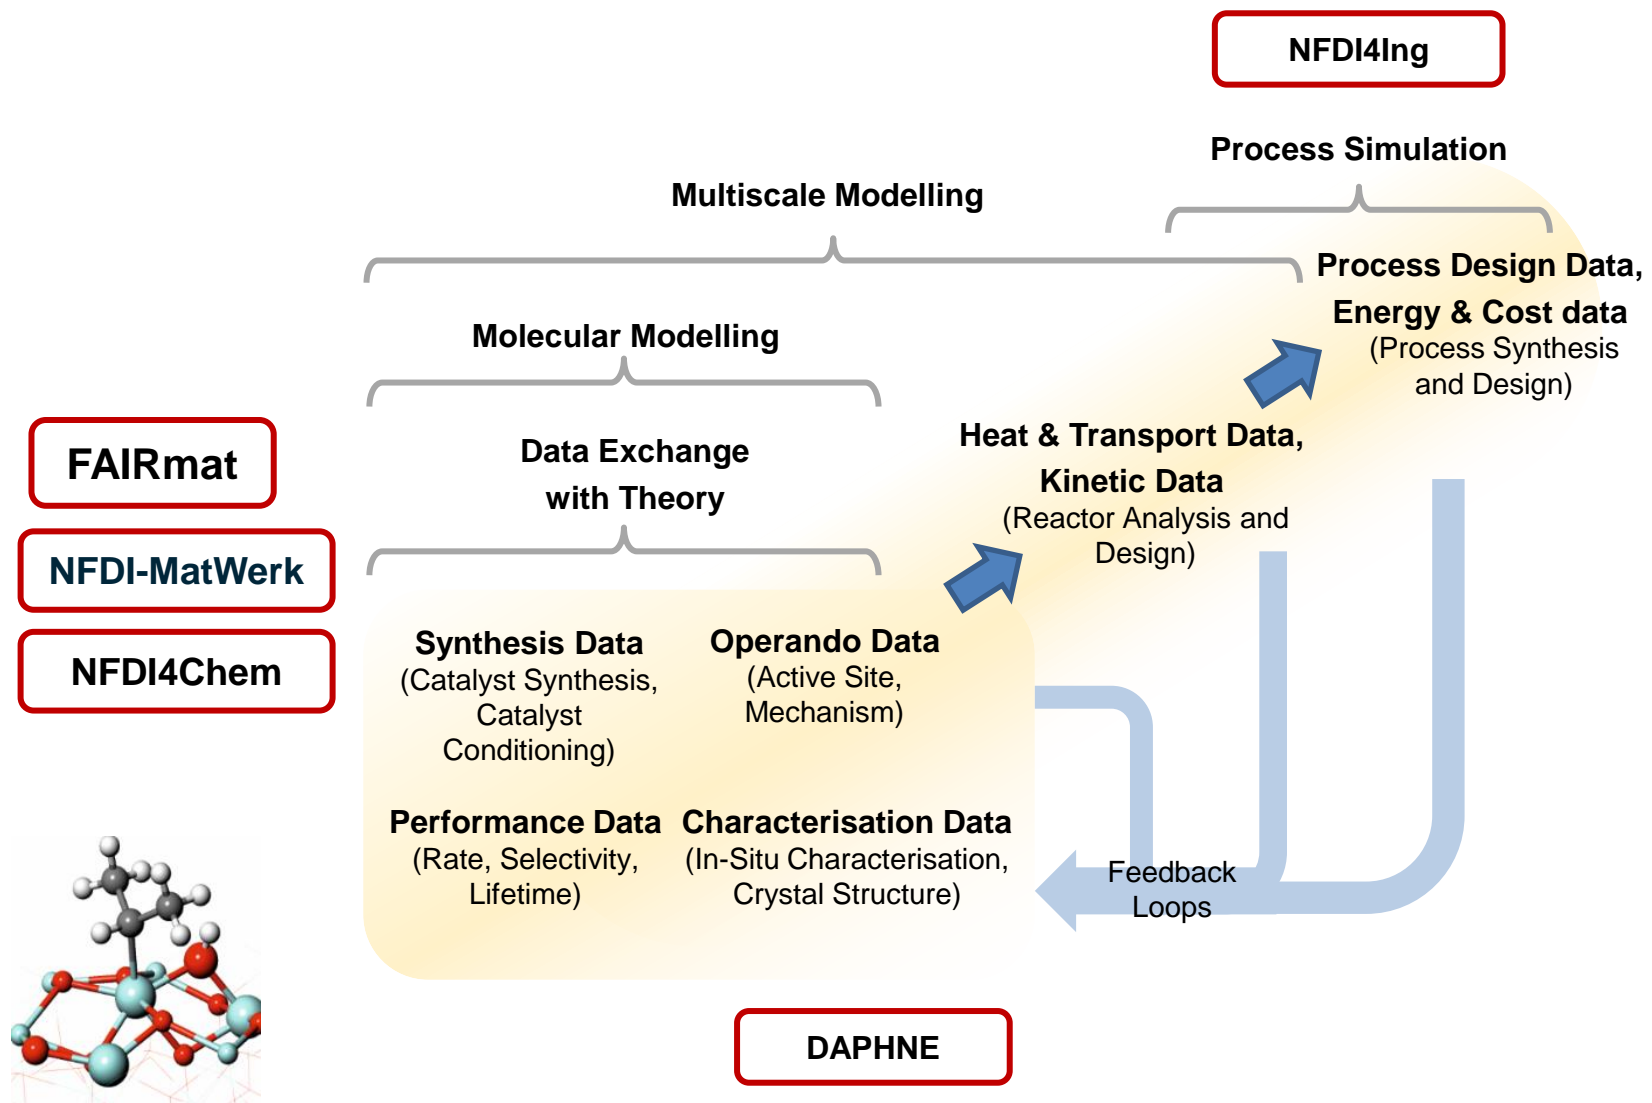 NFDI4Ing
Process Simulation
Multiscale Modelling
Process Design Data,
Energy & Cost data
(Process Synthesis
and Design)
Molecular Modelling
Heat & Transport Data,
Kinetic Data
(Reactor Analysis and
Design)
Data Exchange
with Theory
FAIRmat
NFDI-MatWerk
NFDI4Chem
Synthesis Data
(Catalyst Synthesis,
Catalyst
Conditioning)
Operando Data
(Active Site,
Mechanism)
Performance Data
(Rate, Selectivity,
Lifetime)
Characterisation Data
(In-Situ Characterisation,
Crystal Structure)
Feedback
Loops
DAPHNE